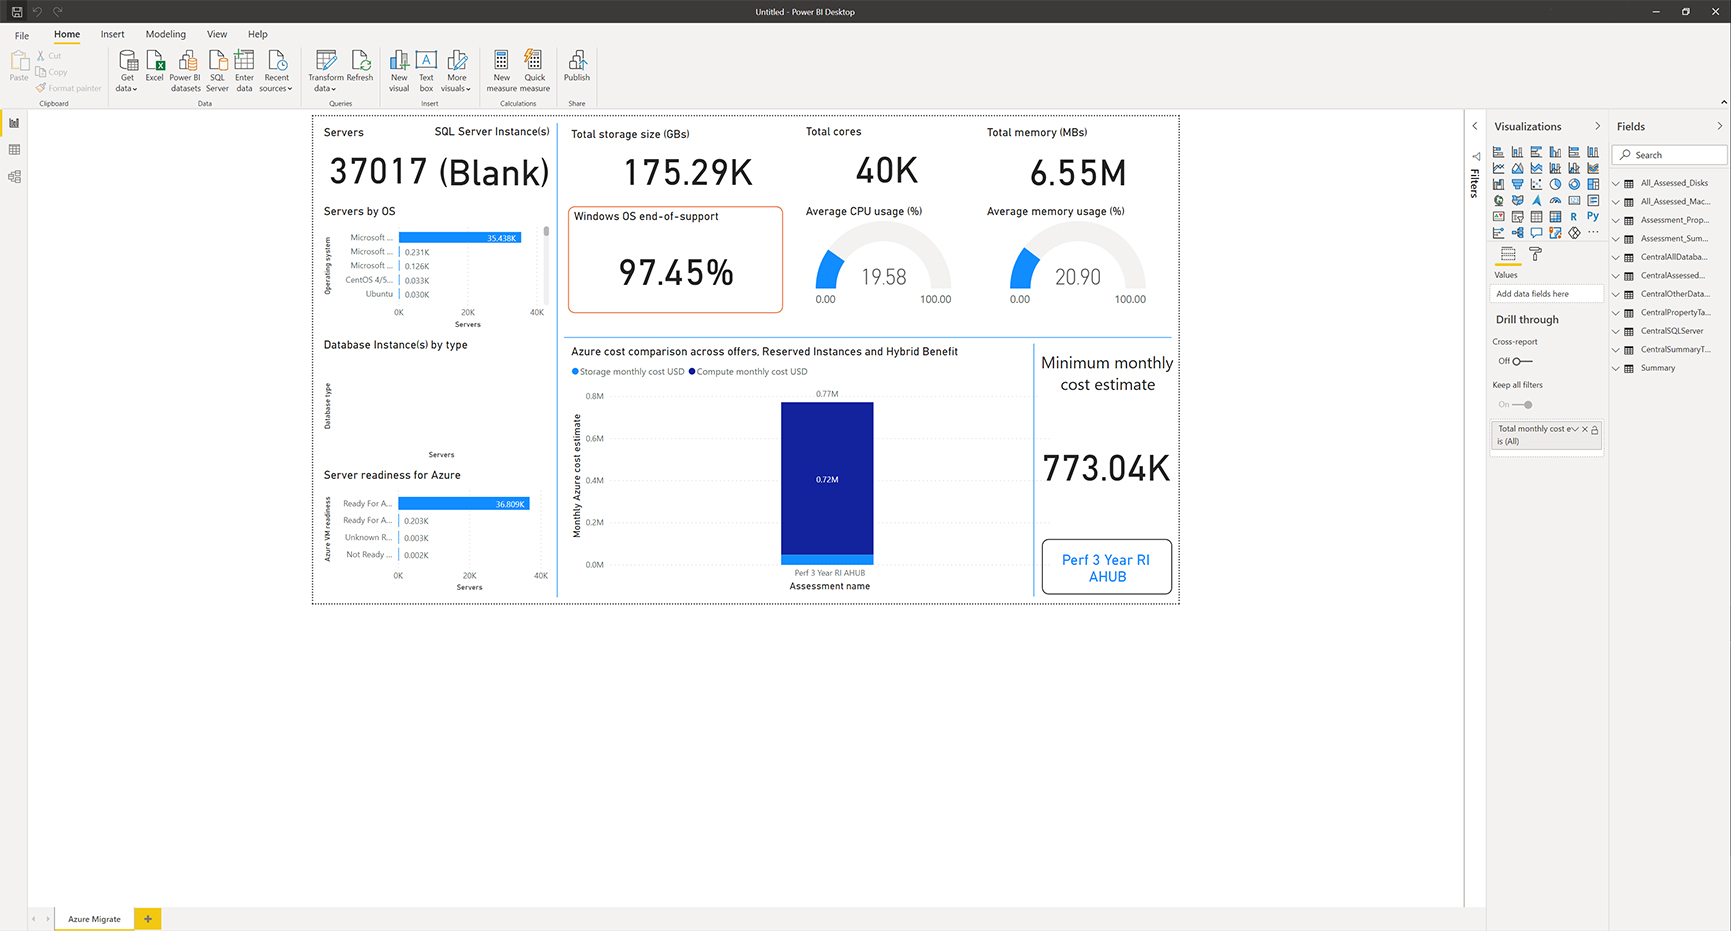 Untitled - Power BI Desktop
File
Home
Insert
Modeling
View
Help
Paste
Cut
Copy
Format painter
Clipboard
Get data
Excel
Power BI datasets
SQL Server
Enter data
Recent sources
Data
Transform data
Refresh
Queries
New visual
A
Text box
More visuals
Insert
New measure
Quick measure
Calculations
Publish
Share
Servers
SQL Server Instance(s)
37017
(Blank)
Servers by OS
Operating system
Microsoft ...
35.438K
Microsoft ...
0.231K
Microsoft ...
0.126K
CentOS 4/5...
0.033K
Ubuntu
0.030K
0K
20K
40K
Servers
Database Instance(s) by type
Database type
Servers
Server readiness for Azure
Azure VM readiness
Ready For A...
36.809K
Ready For A...
0.203K
Unknown R...
0.003K
Not Ready ...
0.002K
0K
20K
40K
Servers
Total storage size (GBs)
175.29K
Total cores
40K
Total memory (MBs)
6.55M
Windows OS end-of-support
97.45%
Average CPU usage (%)
19.58
0.00
100.00
Average memory usage (%)
20.90
0.00
100.00
Azure cost comparison across offers, Reserved Instances and Hybrid Benefit
Storage monthly cost USD
Compute monthly cost USD
Monthly Azure cost estimate
0.8M
0.6M
0.4M
0.2M
0.0M
0.77M
0.72M
Perf 3 Year RI AHUB
Assessment name
Minimum monthly
cost estimate
773.04K
Perf 3 Year RI
AHUB
Filters
Visualizations
R
Py
Values
Add data fields here
Drill through
Cross-report
Off
Keep all filters
On
Total monthly cost e
is (All)
Fields
Search
All_Assessed_Disks
All_Assessed_Mac...
Assessment_Prop...
Assessment_Sum...
CentralAllDataba...
CentralAssessed...
CentralOtherData...
CentralPropertyTa...
CentralSQLServer
CentralSummaryT...
Summary
Azure Migrate